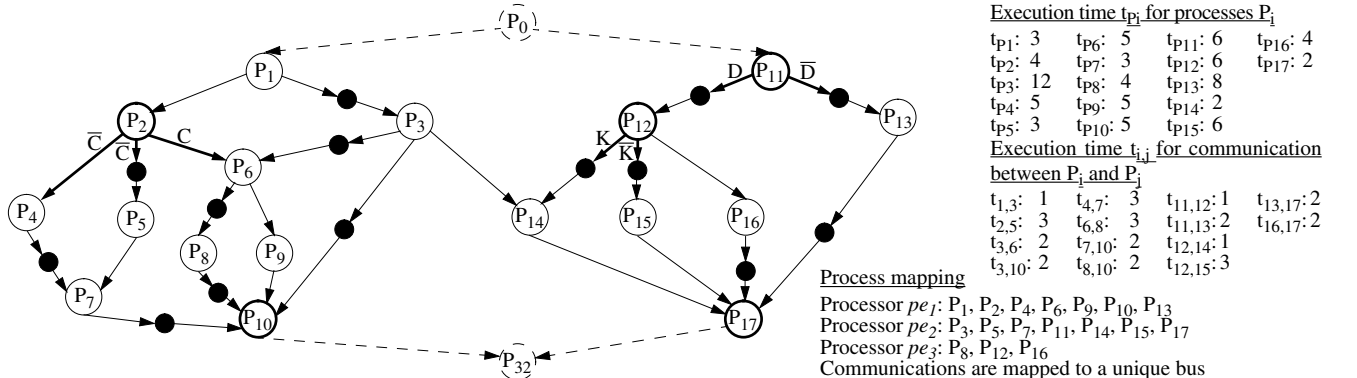 P0
P1
P11
D
D̅
P2
P3
P12
P13
C̅
C̅
C
K
K̅
P6
P4
P5
P14
P15
P16
P8
P9
P7
P10
P17
P32
Execution time tPi for processes Pi
tP1: 3 tP6: 5 tP11: 6 tP16: 4
tP2: 4 tP7: 3 tP12: 6 tP17: 2
tP3: 12 tP8: 4 tP13: 8
tP4: 5 tP9: 5 tP14: 2
tP5: 3 tP10: 5 tP15: 6
Execution time ti,j for communication
between Pi and Pj
t1,3: 1 t4,7: 3 t11,12: 1 t13,17: 2
t2,5: 3 t6,8: 3 t11,13: 2 t16,17: 2
t3,6: 2 t7,10: 2 t12,14: 1
t3,10: 2 t8,10: 2 t12,15: 3
Process mapping
Processor pe1: P1, P2, P4, P6, P9, P10, P13
Processor pe2: P3, P5, P7, P11, P14, P15, P17
Processor pe3: P8, P12, P16
Communications are mapped to a unique bus